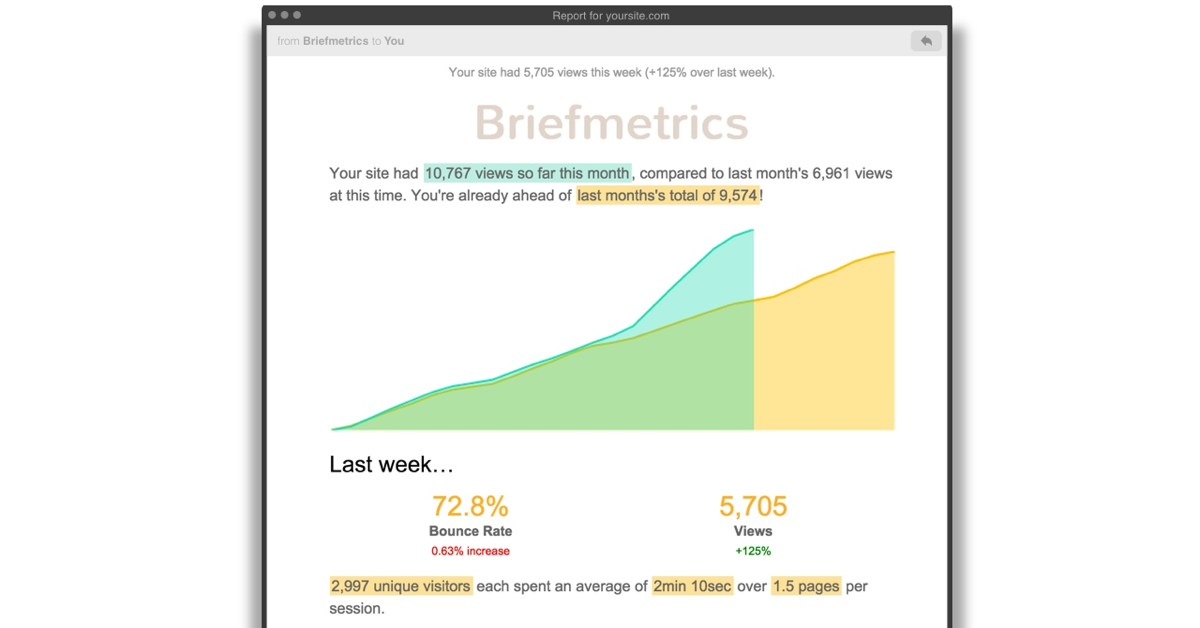 Report for yoursite.com
from Briefmetrics to You
Your site had 5,705 views this week (+125% over last week).
Briefmetrics
Your site had 10,767 views so far this month, compared to last month's 6,961 views
at this time. You're already ahead of last months's total of 9,574!
Last week…
72.8%
Bounce Rate
0.63% increase
5,705
Views
+125%
2,997 unique visitors each spent an average of 2min 10sec over 1.5 pages per
session.